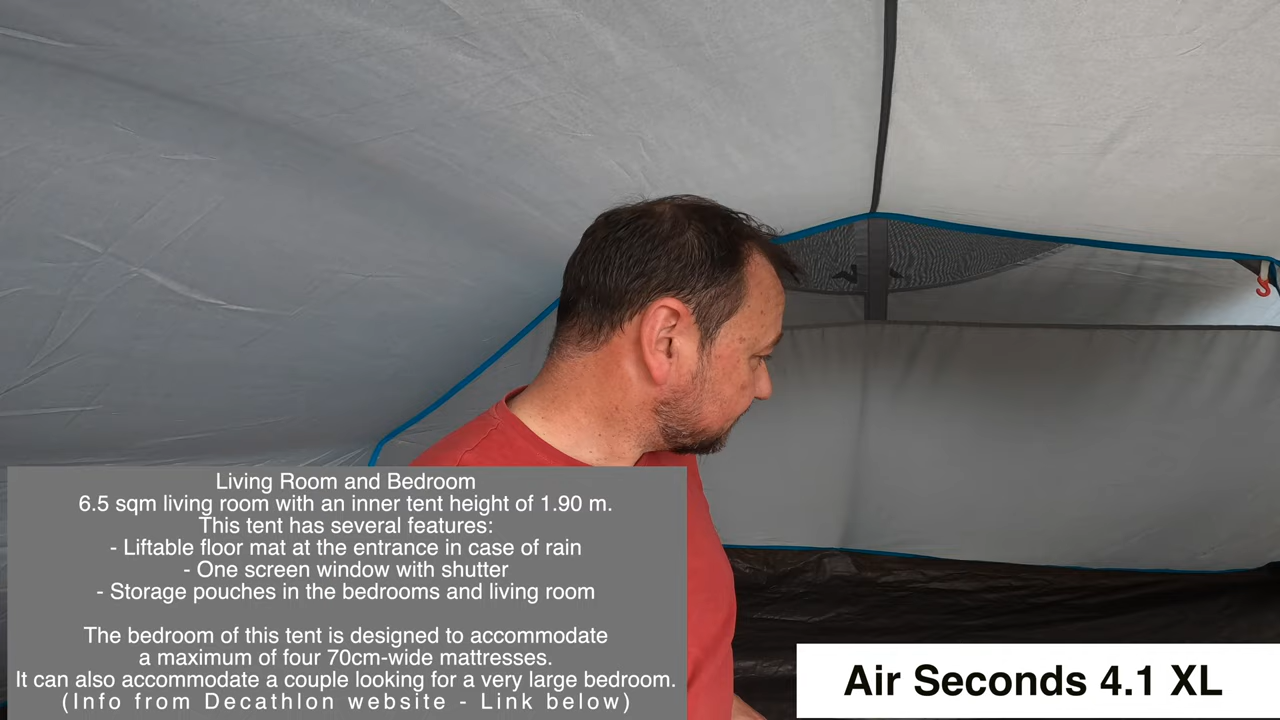 Living Room and Bedroom
6.5 sqm living room with an inner tent height of 1.90 m.
This tent has several features:
- Liftable floor mat at the entrance in case of rain
- One screen window with shutter
- Storage pouches in the bedrooms and living room
The bedroom of this tent is designed to accommodate
a maximum of four 70cm-wide mattresses.
It can also accommodate a couple looking for a very large bedroom.
(Info from Decathlon website - Link below)
Air Seconds 4.1 XL